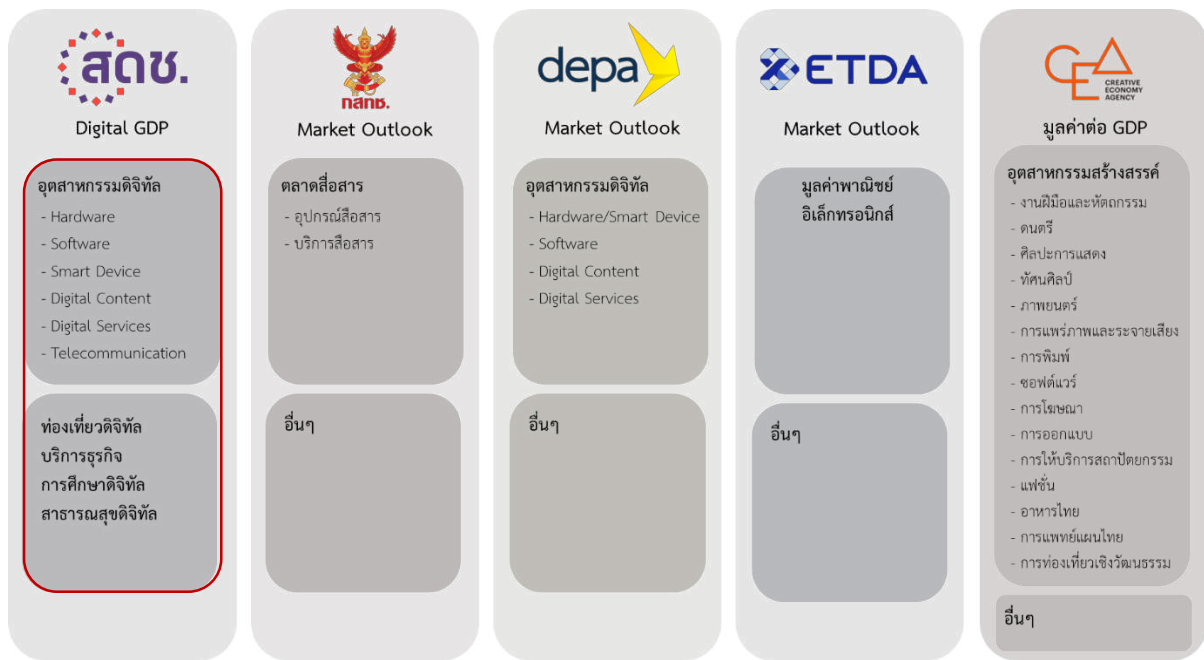 สดช.
Digital GDP
อุตสาหกรรมดิจิทัล
- Hardware
- Software
- Smart Device
- Digital Content
- Digital Services
- Telecommunication
ท่องเที่ยวดิจิทัล
บริการธุรกิจ
การศึกษาดิจิทัล
สาธารณสุขดิจิทัล
กสทช.
Market Outlook
ตลาดสื่อสาร
- อุปกรณ์สื่อสาร
- บริการสื่อสาร
อื่นๆ
depa
Market Outlook
อุตสาหกรรมดิจิทัล
- Hardware/Smart Device
- Software
- Digital Content
- Digital Services
อื่นๆ
ETDA
Market Outlook
มูลค่าพาณิชย์
อิเล็กทรอนิกส์
อื่นๆ
CEA
CREATIVE
ECONOMY
AGENCY
มูลค่าต่อ GDP
อุตสาหกรรมสร้างสรรค์
- งานฝีมือและหัตถกรรม
- ดนตรี
- ศิลปะการแสดง
- ทัศนศิลป์
- ภาพยนตร์
- การแพร่ภาพและระจายเสียง
- การพิมพ์
- ซอฟต์แวร์
- การโฆษณา
- การออกแบบ
- การให้บริการสถาปัตยกรรม
- แฟชั่น
- อาหารไทย
- การแพทย์แผนไทย
- การท่องเที่ยวเชิงวัฒนธรรม
อื่นๆ